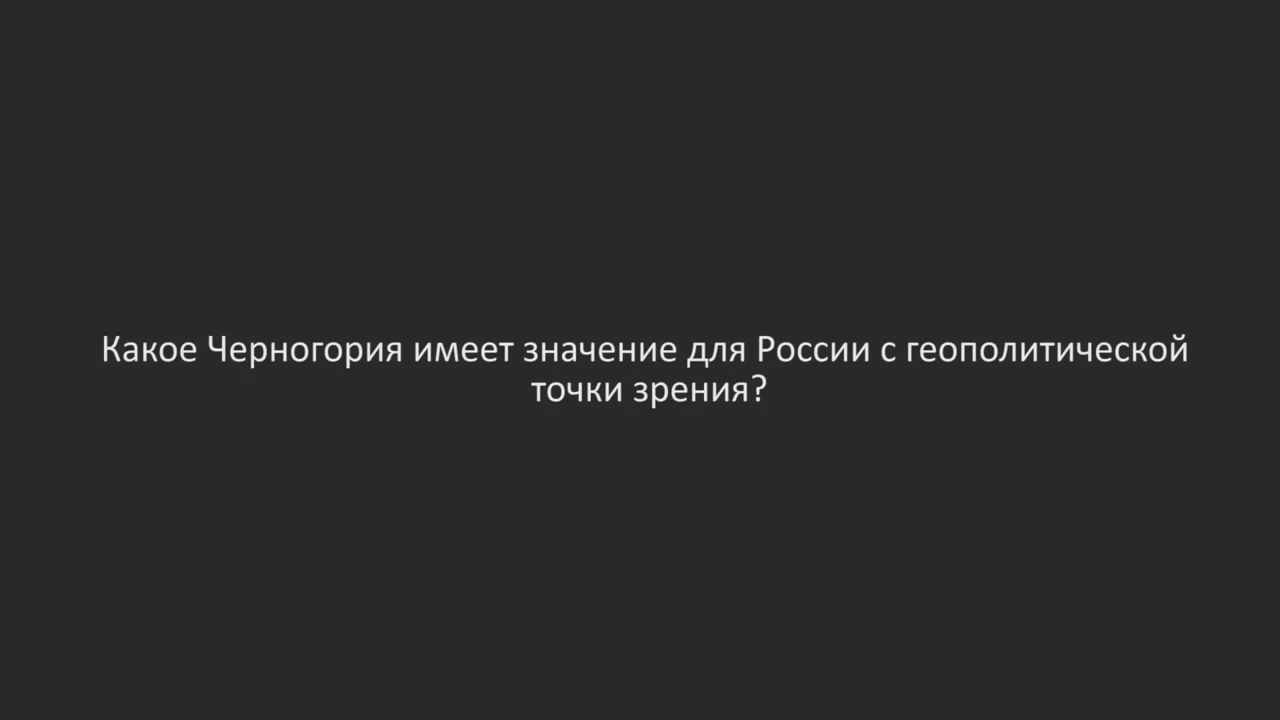 Какое Черногория имеет значение для России с геополитической
точки зрения?